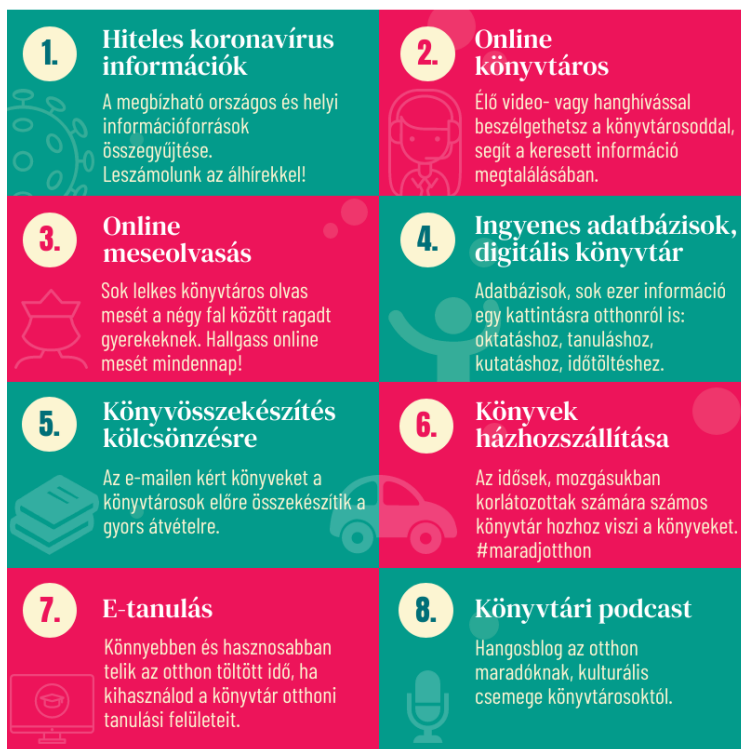 1.
Hiteles koronavírus
információk
A megbízható országos és helyi
információforrások
összegyűjtése.
Leszámolunk az álhírekkel!
2.
Online
könyvtáros
Élő video- vagy hanghívással
beszélgethetsz a könyvtárosoddal,
segít a keresett információ
megtalálásában.
3.
Online
meseolvasás
Sok lelkes könyvtáros olvas
mesét a négy fal között ragadt
gyerekeknek. Hallgass online
mesét mindennap!
4.
Ingyenes adatbázisok,
digitális könyvtár
Adatbázisok, sok ezer információ
egy kattintásra otthonról is:
oktatáshoz, tanuláshoz,
kutatáshoz, időtöltéshez.
5.
Könyvösszekészítés
kölcsönzésre
Az e-mailen kért könyveket a
könyvtárosok előre összekészítik a
gyors átvételre.
6.
Könyvek
házhozszállítása
Az idősek, mozgásukban
korlátozottak számára számos
könyvtár hozhoz viszi a könyveket.
#maradjotthon
7.
E-tanulás
Könnyebben és hasznosabban
telik az otthon töltött idő, ha
kihasználod a könyvtár otthoni
tanulási felületeit.
8.
Könyvtári podcast
Hangosblog az otthon
maradóknak, kulturális
csemege könyvtárosoktól.